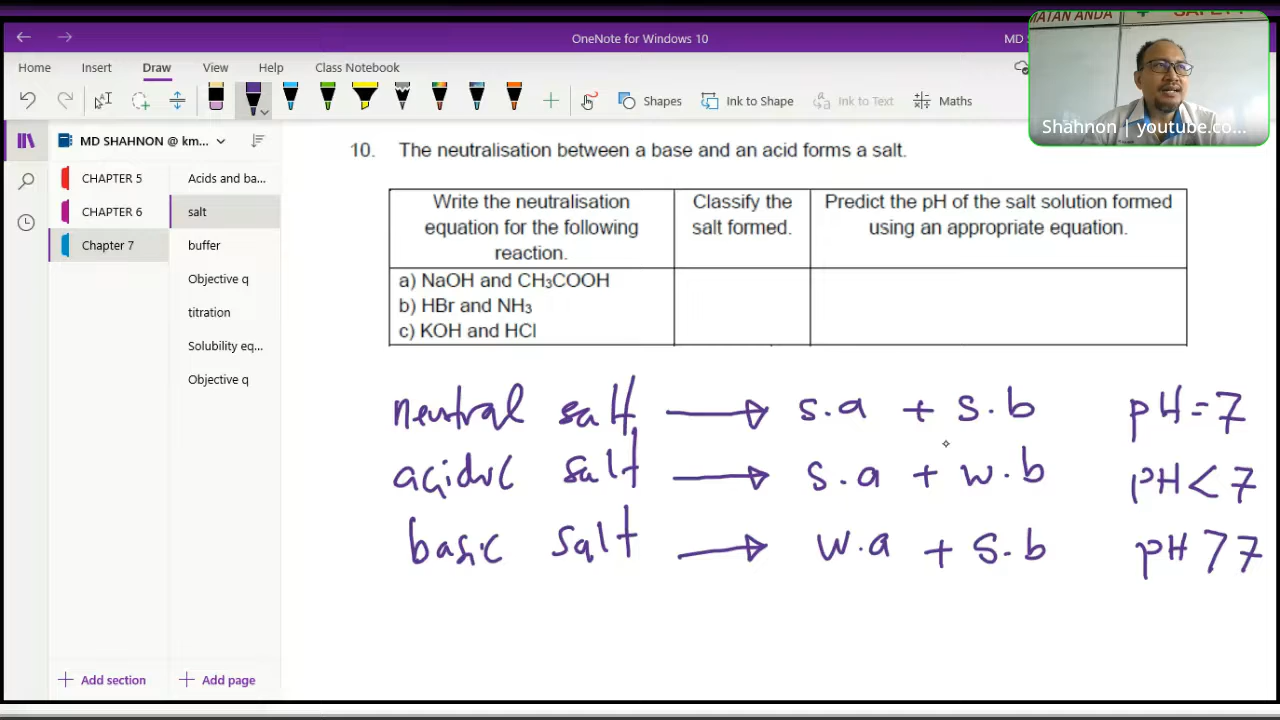 MATAN ANDA SAFETY
OneNote for Windows 10
MD S
Home Insert Draw View Help Class Notebook
Shapes Ink to Shape Ink to Text Maths
Shahnon | youtube.co...
MD SHAHNON @ km...
CHAPTER 5
CHAPTER 6
Chapter 7
Acids and ba...
salt
buffer
Objective q
titration
Solubility eq...
Objective q
Add section
Add page
10. The neutralisation between a base and an acid forms a salt.
Write the neutralisation
equation for the following
reaction.
Classify the
salt formed.
Predict the pH of the salt solution formed
using an appropriate equation.
a) NaOH and CH₃COOH
b) HBr and NH₃
c) KOH and HCl
neutral salt → s.a + s.b pH = 7
acidic salt → s.a + w.b pH < 7
basic salt → w.a + s.b pH > 7